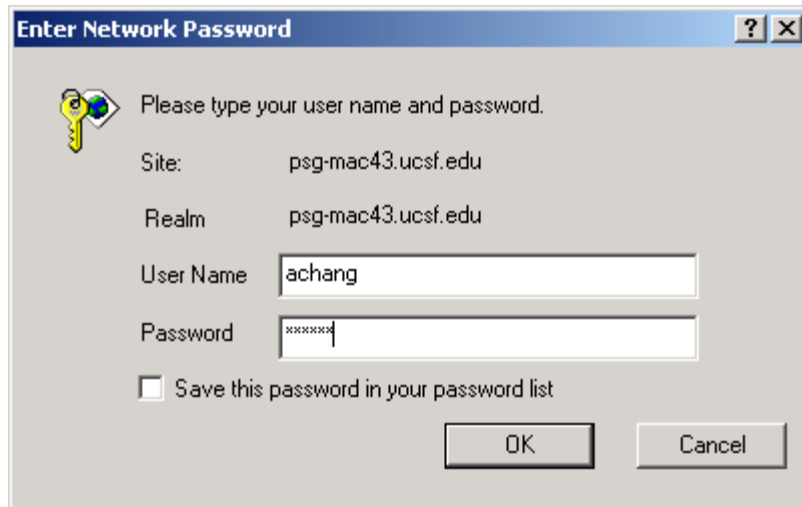 Enter Network Password
Please type your user name and password.
Site: psg-mac43.ucsf.edu
Realm psg-mac43.ucsf.edu
User Name achang
Password ******
Save this password in your password list
OK Cancel